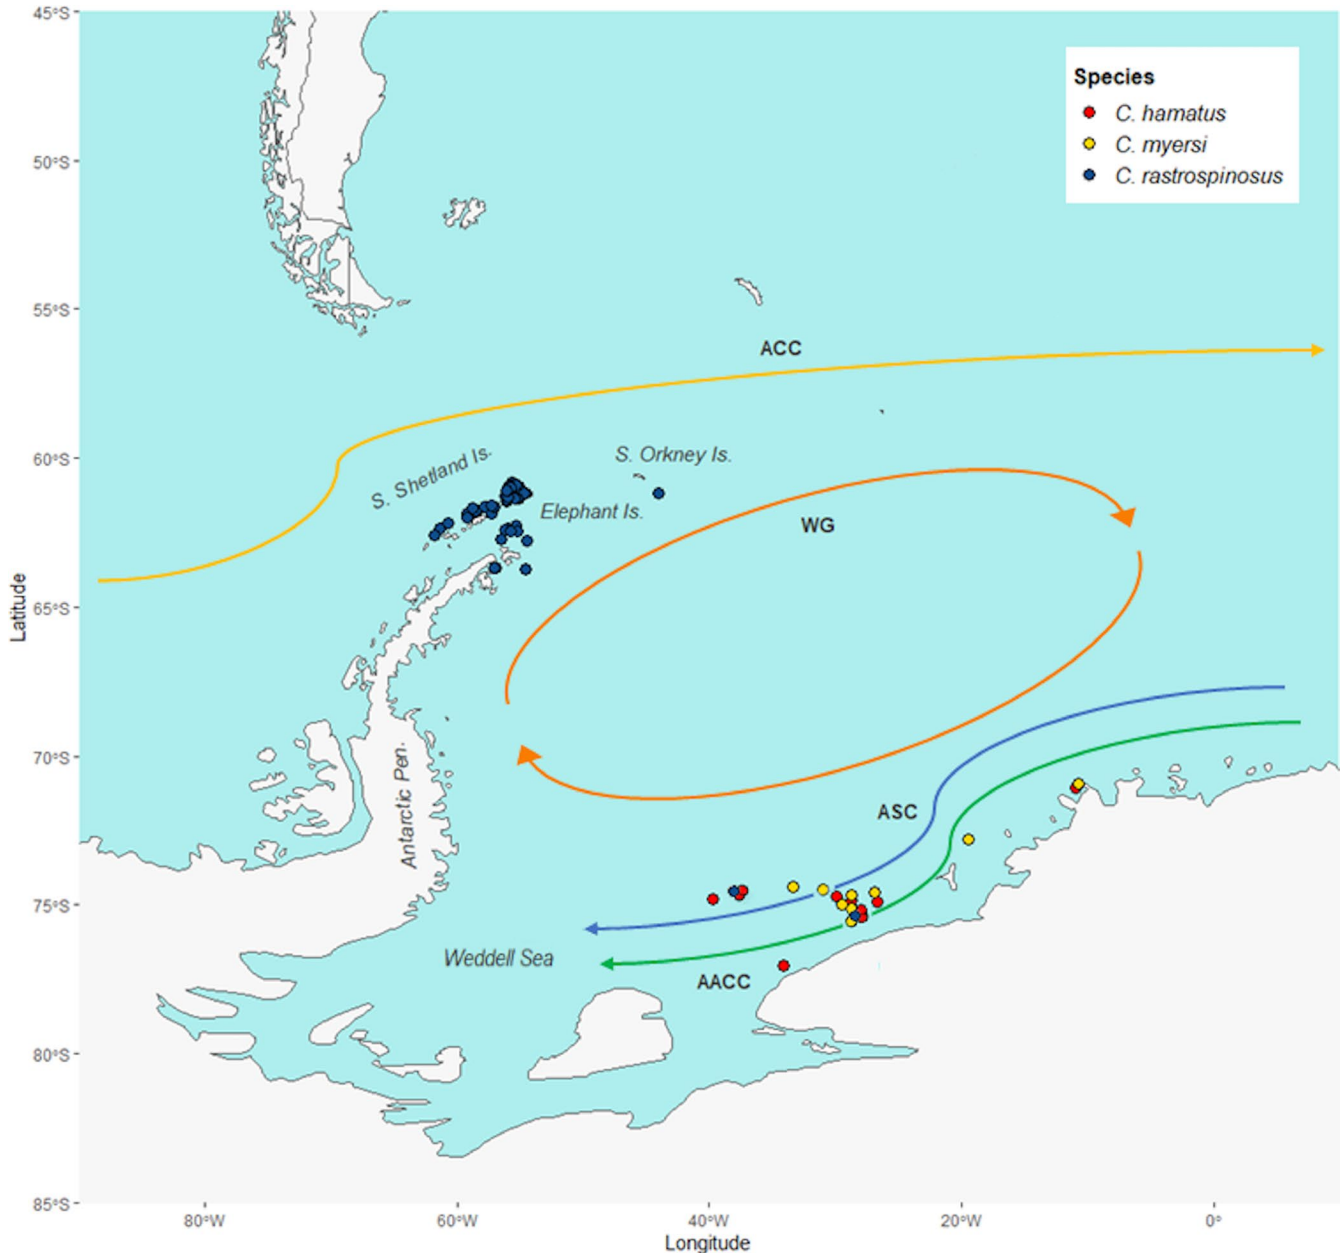 45°S
Species
C. hamatus
C. myersi
C. rastrospinosus
50°S
55°S
ACC
60°S
S. Shetland Is.
S. Orkney Is.
Elephant Is.
WG
Latitude
65°S
70°S
Antarctic Pen.
ASC
75°S
Weddell Sea
AACC
80°S
85°S
80°W
60°W
40°W
20°W
0°
Longitude